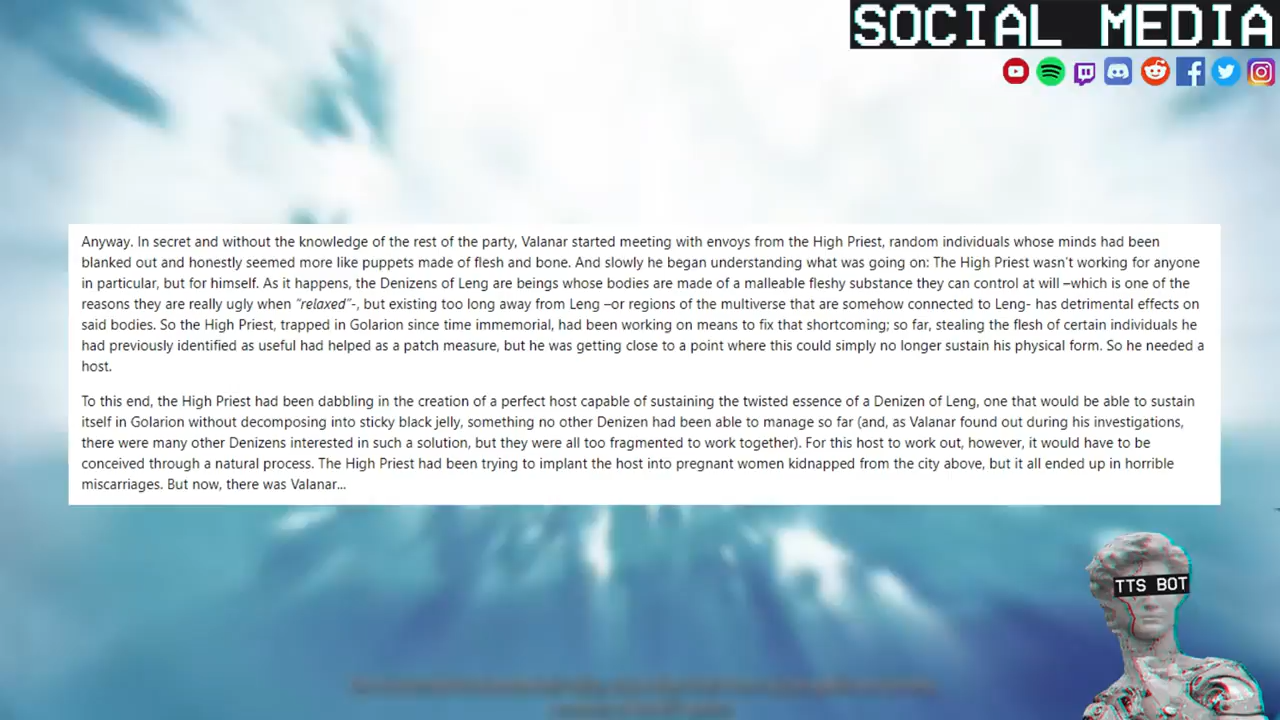 SOCIAL MEDIA
Anyway. In secret and without the knowledge of the rest of the party, Valanar started meeting with envoys from the High Priest, random individuals whose minds had been
blanked out and honestly seemed more like puppets made of flesh and bone. And slowly he began understanding what was going on: The High Priest wasn't working for anyone
in particular, but for himself. As it happens, the Denizens of Leng are beings whose bodies are made of a malleable fleshy substance they can control at will –which is one of the
reasons they are really ugly when “relaxed”-, but existing too long away from Leng –or regions of the multiverse that are somehow connected to Leng- has detrimental effects on
said bodies. So the High Priest, trapped in Golarion since time immemorial, had been working on means to fix that shortcoming; so far, stealing the flesh of certain individuals he
had previously identified as useful had helped as a patch measure, but he was getting close to a point where this could simply no longer sustain his physical form. So he needed a
host.
To this end, the High Priest had been dabbling in the creation of a perfect host capable of sustaining the twisted essence of a Denizen of Leng, one that would be able to sustain
itself in Golarion without decomposing into sticky black jelly, something no other Denizen had been able to manage so far (and, as Valanar found out during his investigations,
there were many other Denizens interested in such a solution, but they were all too fragmented to work together). For this host to work out, however, it would have to be
conceived through a natural process. The High Priest had been trying to implant the host into pregnant women kidnapped from the city above, but it all ended up in horrible
miscarriages. But now, there was Valanar...
TTS BOT